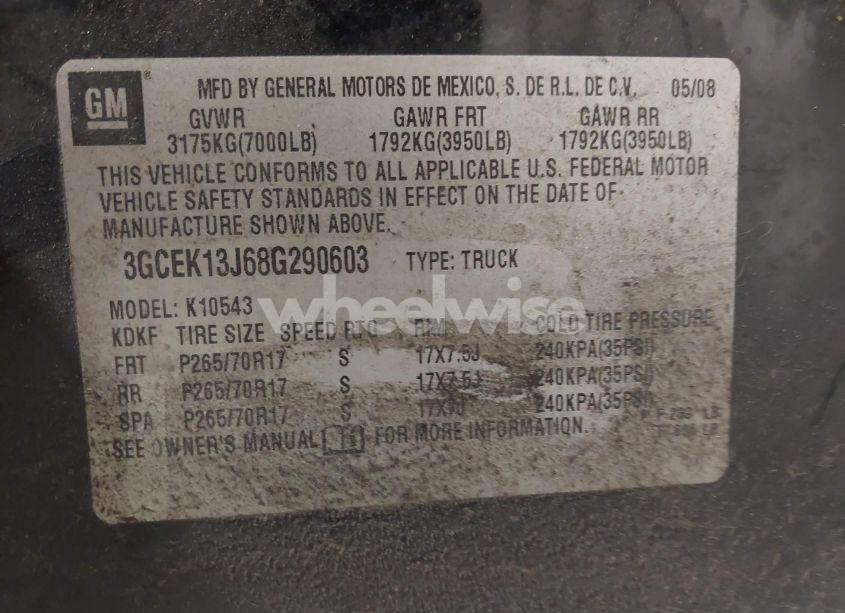 GM
MFD BY GENERAL MOTORS DE MEXICO, S. DE R.L. DE C.V. 05/08
GVWR GAWR FRT GAWR RR
3175KG(7000LB) 1792KG(3950LB) 1792KG(3950LB)
THIS VEHICLE CONFORMS TO ALL APPLICABLE U.S. FEDERAL MOTOR
VEHICLE SAFETY STANDARDS IN EFFECT ON THE DATE OF
MANUFACTURE SHOWN ABOVE.
3GCEK13J68G290603 TYPE: TRUCK
wheelwise
MODEL: K10543
KDKF TIRE SIZE SPEED RTG RIM COLD TIRE PRESSURE
FRT P265/70R17 S 17X7.5J 240KPA(35PSI)
RR P265/70R17 S 17X7.5J 240KPA(35PSI)
SPA P265/70R17 S 240KPA(35PSI)
SEE OWNER'S MANUAL FOR MORE INFORMATION.